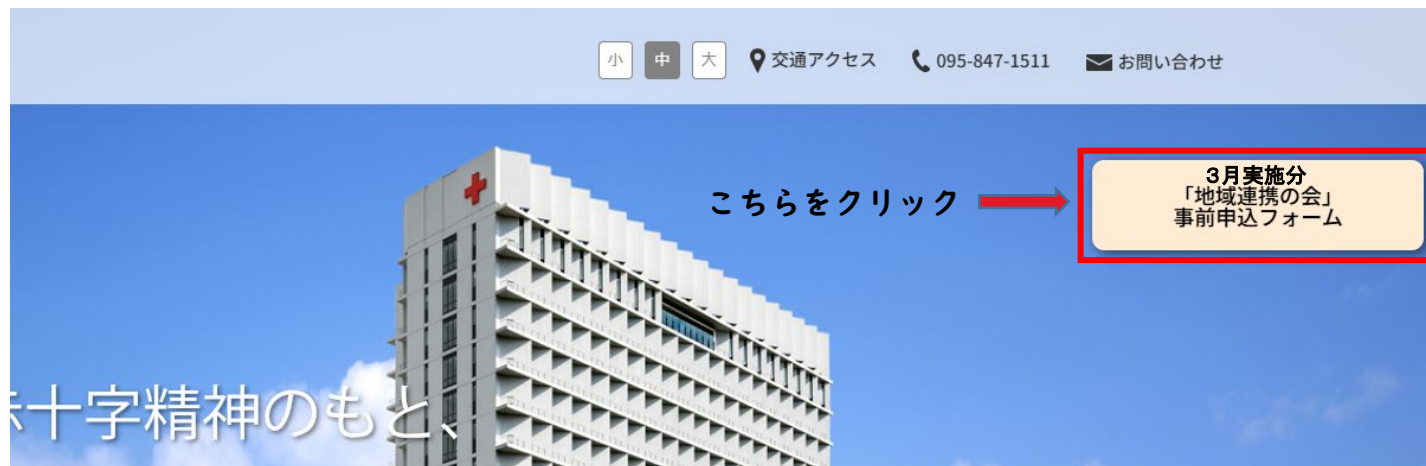 小 中 大 交通アクセス 095-847-1511 お問い合わせ
3月実施分
「地域連携の会」
事前申込フォーム
こちらをクリック
十字精神のもと、